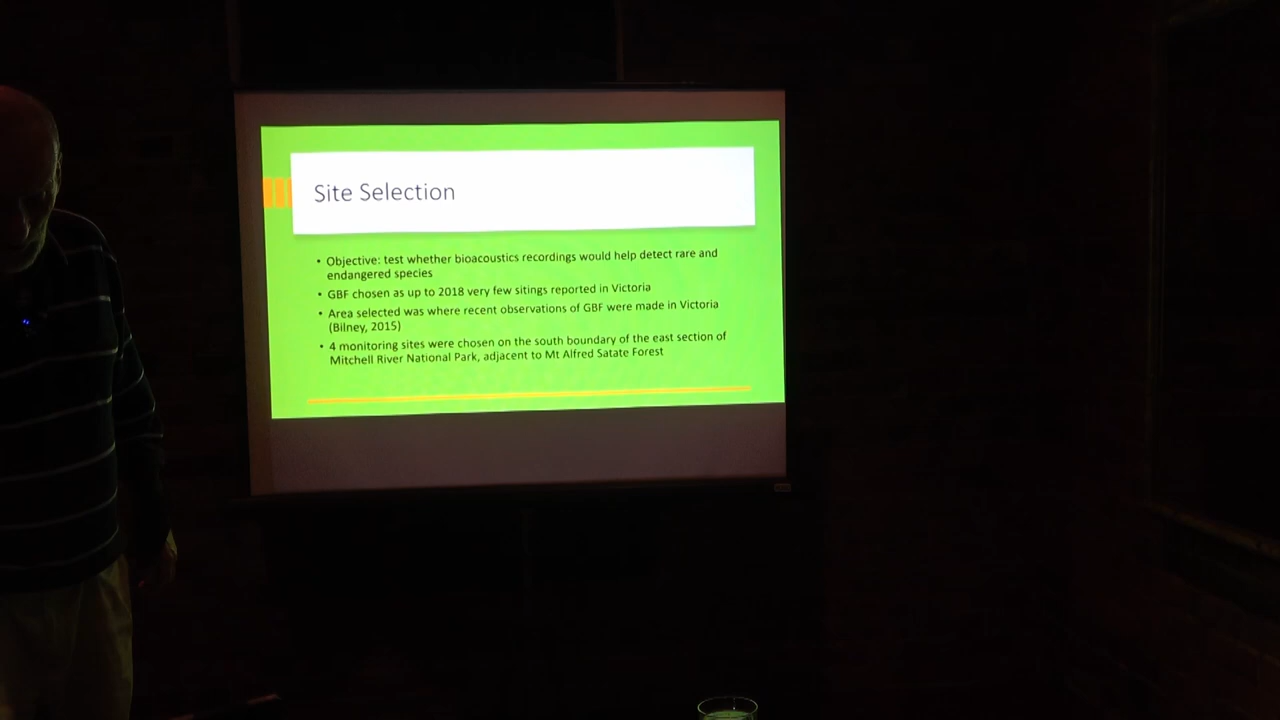 Site Selection
• Objective: test whether bioacoustics recordings would help detect rare and
endangered species
• GBF chosen as up to 2018 very few sitings reported in Victoria
• Area selected was where recent observations of GBF were made in Victoria
(Bilney, 2015)
• 4 monitoring sites were chosen on the south boundary of the east section of
Mitchell River National Park, adjacent to Mt Alfred Satate Forest